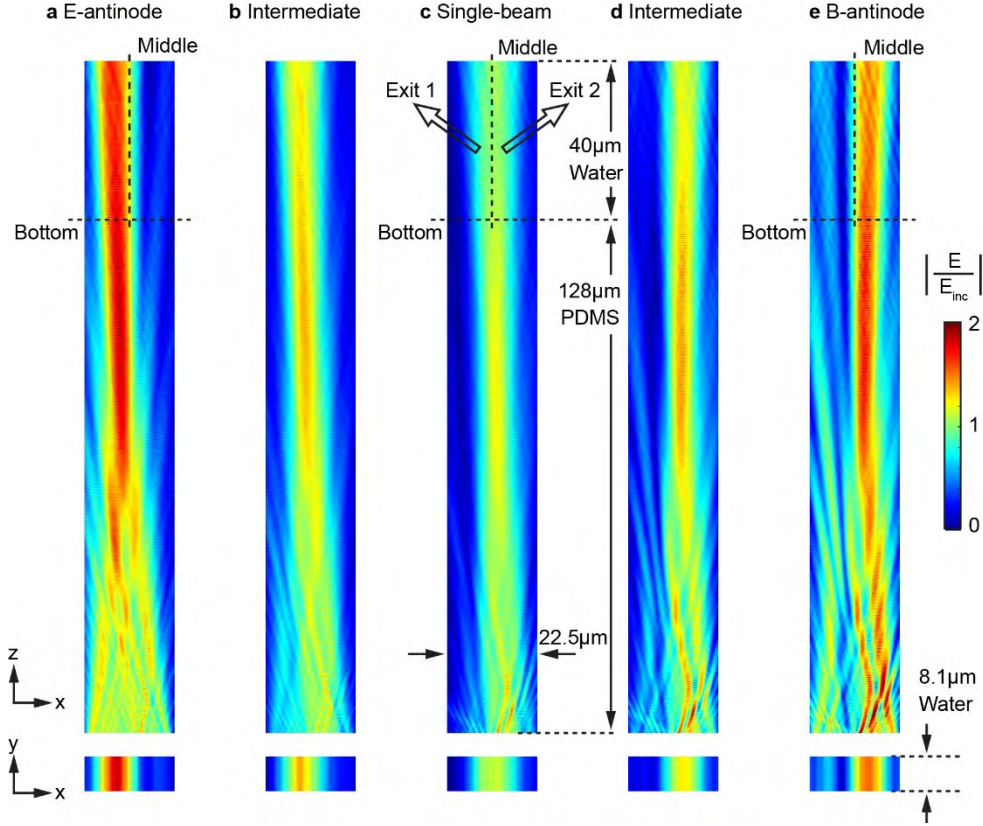 a E-antinode
b Intermediate
c Single-beam
d Intermediate
e B-antinode
Middle
Middle
Middle
Exit 1
Exit 2
40μm
Water
Bottom
Bottom
Bottom
128μm
PDMS
E
E inc
2
1
0
22.5μm
8.1μm
Water
z
x
y
x
z
x
y
x